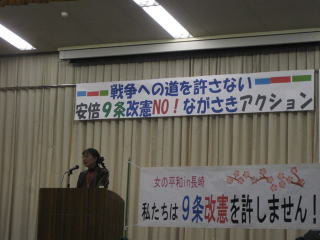 戦争への道を許さない
安倍9条改憲NO!ながさきアクション
女の平和in長崎
私たちは9条改憲を許しません!